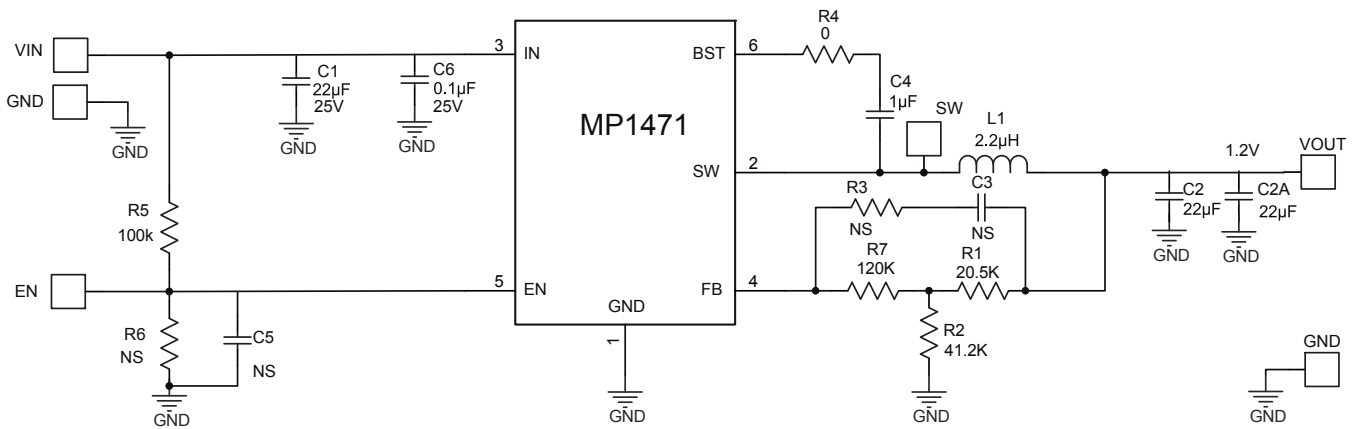 VIN
GND
GND
R5
100k
EN
R6
NS
C5
NS
GND
C1
22µF
25V
GND
C6
0.1µF
25V
GND
3
IN
MP1471
5
EN
GND
1
GND
BST
6
SW
2
FB
4
R4
0
C4
1µF
SW
L1
2.2µH
R3
NS
C3
NS
R7
120K
R1
20.5K
R2
41.2K
GND
1.2V
VOUT
C2
22µF
GND
C2A
22µF
GND
GND
GND